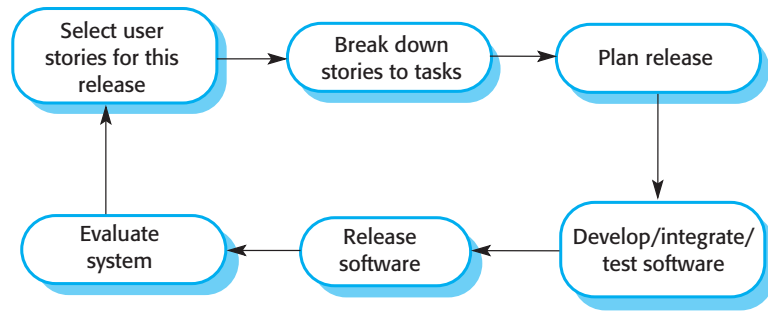 Select user
stories for this
release
Break down
stories to tasks
Plan release
Evaluate
system
Release
software
Develop/integrate/
test software